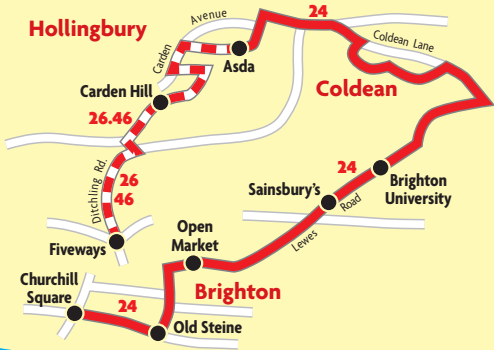 24
Avenue
Hollingbury
Coldean Lane
Carden
Asda
Coldean
Carden Hill
26.46
Ditchling Rd.
26
46
24
Brighton
University
Sainsbury's
Road
Lewes
Open
Market
Fiveways
Churchill
Square
Brighton
24
Old Steine